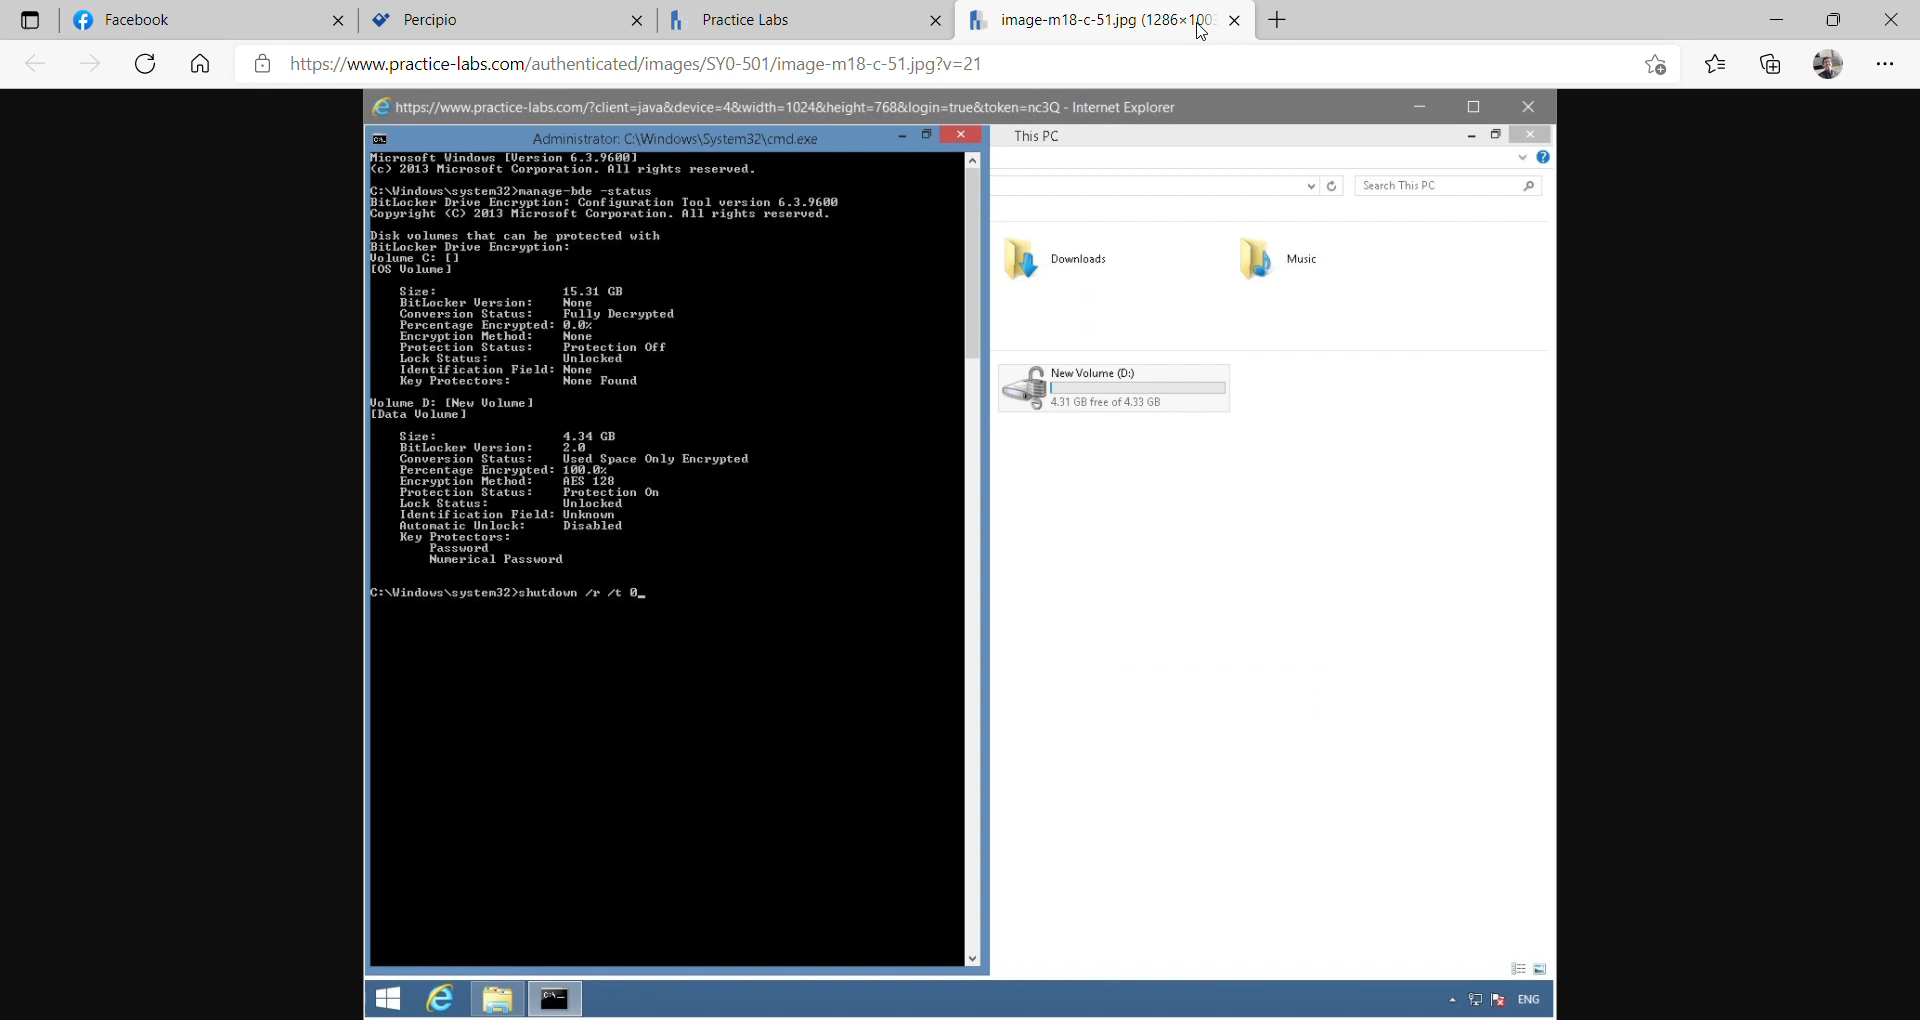 Facebook
Percipio
Practice Labs
image-m18-c-51.jpg (1286×1003
https://www.practice-labs.com/authenticated/images/SY0-501/image-m18-c-51.jpg?v=21
https://www.practice-labs.com/?client=java&device=4&width=1024&height=768&login=true&token=nc3Q - Internet Explorer
Administrator: C:\Windows\System32\cmd.exe
This PC
Microsoft Windows [Version 6.3.9600]
(c) 2013 Microsoft Corporation. All rights reserved.
C:\Windows\system32>manage-bde -status
BitLocker Drive Encryption: Configuration Tool version 6.3.9600
Copyright (C) 2013 Microsoft Corporation. All rights reserved.
Disk volumes that can be protected with
BitLocker Drive Encryption:
Volume C: []
[OS Volume]
Size: 15.31 GB
BitLocker Version: None
Conversion Status: Fully Decrypted
Percentage Encrypted: 0.0%
Encryption Method: None
Protection Status: Protection Off
Lock Status: Unlocked
Identification Field: None
Key Protectors: None Found
Volume D: [New Volume]
[Data Volume]
Size: 4.34 GB
BitLocker Version: 2.0
Conversion Status: Used Space Only Encrypted
Percentage Encrypted: 100.0%
Encryption Method: AES 128
Protection Status: Protection On
Lock Status: Unlocked
Identification Field: Unknown
Automatic Unlock: Disabled
Key Protectors:
Password
Numerical Password
C:\Windows\system32>shutdown /r /t 0_
Search This PC
Downloads
Music
New Volume (D:)
4.31 GB free of 4.33 GB
ENG